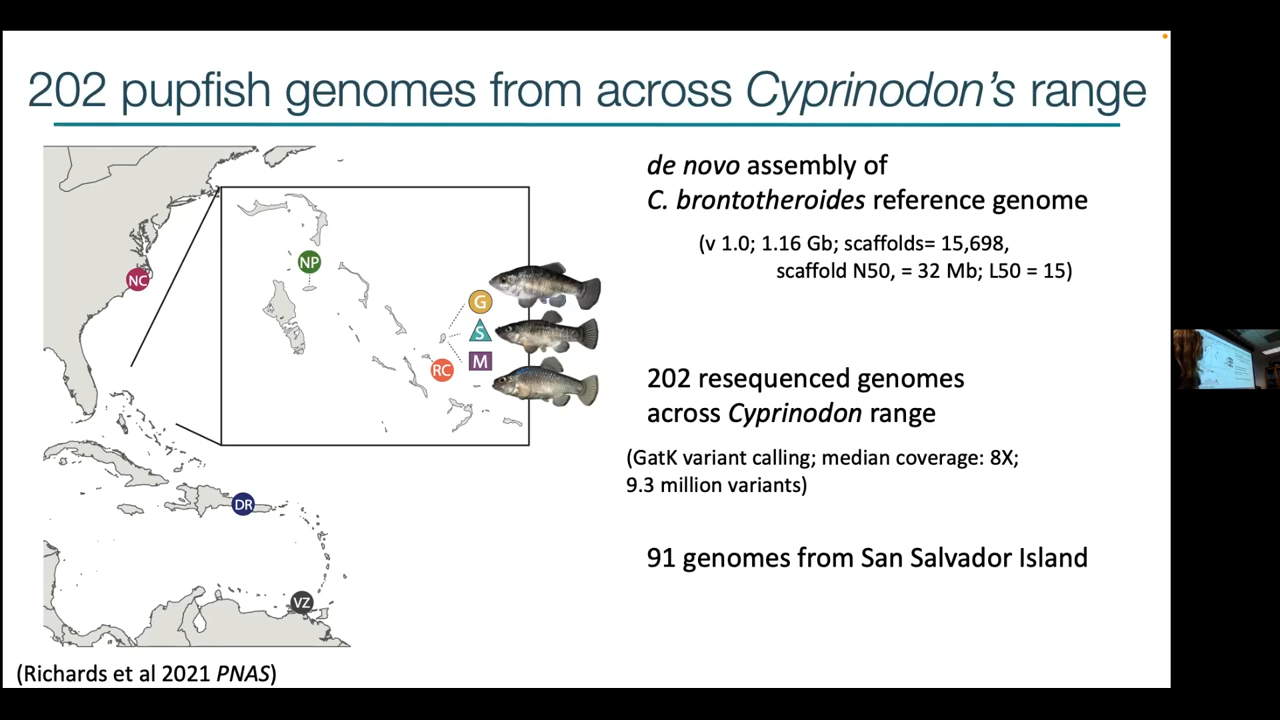 202 pupfish genomes from across Cyprinodon's range
de novo assembly of
C. brontotheroides reference genome
(v 1.0; 1.16 Gb; scaffolds= 15,698,
scaffold N50, = 32 Mb; L50 = 15)
NC
NP
G
S
M
RC
DR
VZ
202 resequenced genomes
across Cyprinodon range
(GatK variant calling; median coverage: 8X;
9.3 million variants)
91 genomes from San Salvador Island
(Richards et al 2021 PNAS)